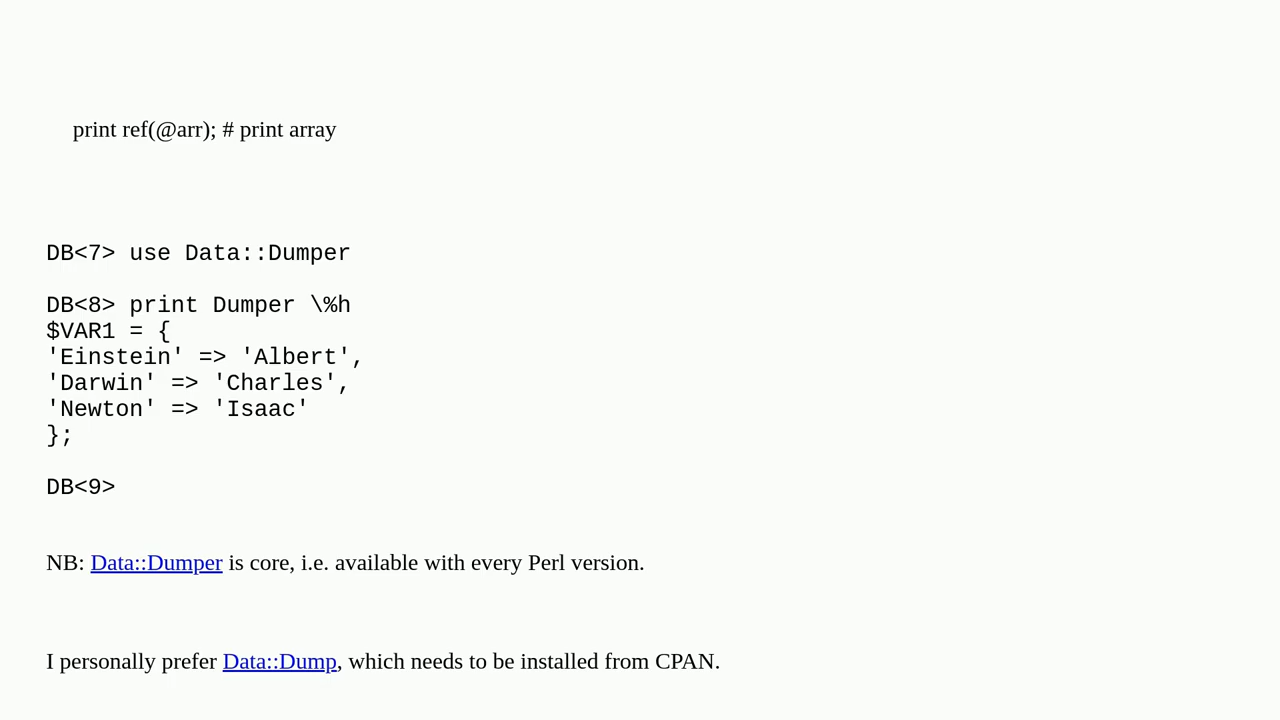 print ref(@arr); # print array
DB<7> use Data::Dumper
DB<8> print Dumper \%h
$VAR1 = {
'Einstein' => 'Albert',
'Darwin' => 'Charles',
'Newton' => 'Isaac'
};
DB<9>
NB: Data::Dumper is core, i.e. available with every Perl version.
I personally prefer Data::Dump, which needs to be installed from CPAN.